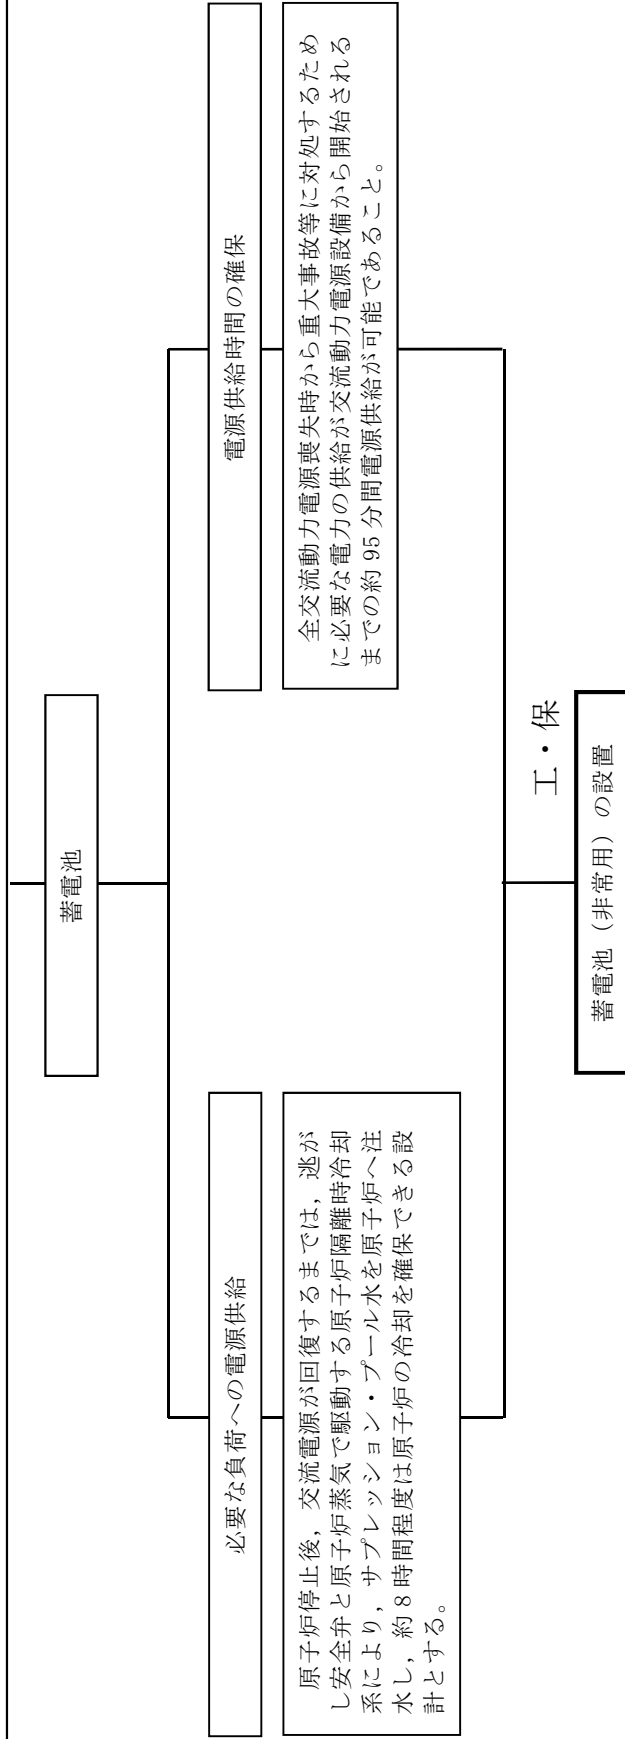 蓄電池
必要な負荷への電源供給
原子炉停止後，交流電源が回復するまでは，逃が
し安全弁と原子炉蒸気で駆動する原子炉隔離時冷却
系により，サプレッション・プール水を原子炉へ注
水し，約８時間程度は原子炉の冷却を確保できる設
計とする。
電源供給時間の確保
全交流動力電源喪失時から重大事故等に対処するため
に必要な電力の供給が交流動力電源設備から開始される
までの約 95 分間電源供給が可能であること。
工・保
蓄電池（非常用）の設置